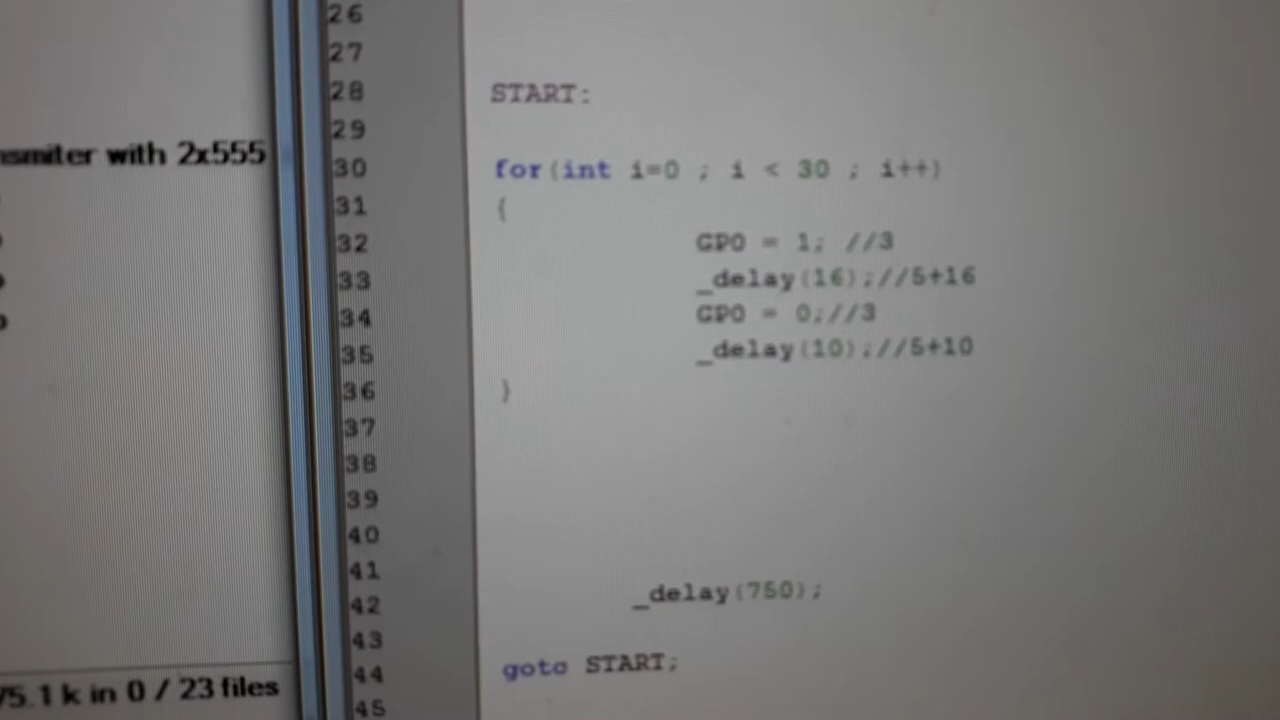 nsmiter with 2x555
75.1 k in 0 / 23 files
26
27
28 START:
29
30 for(int i=0 ; i < 30 ; i++)
31 {
32 GP0 = 1; //3
33 _delay(16);//5+16
34 GP0 = 0;//3
35 _delay(10);//5+10
36 }
37
38
39
40
41
42 _delay(750);
43
44 goto START;
45